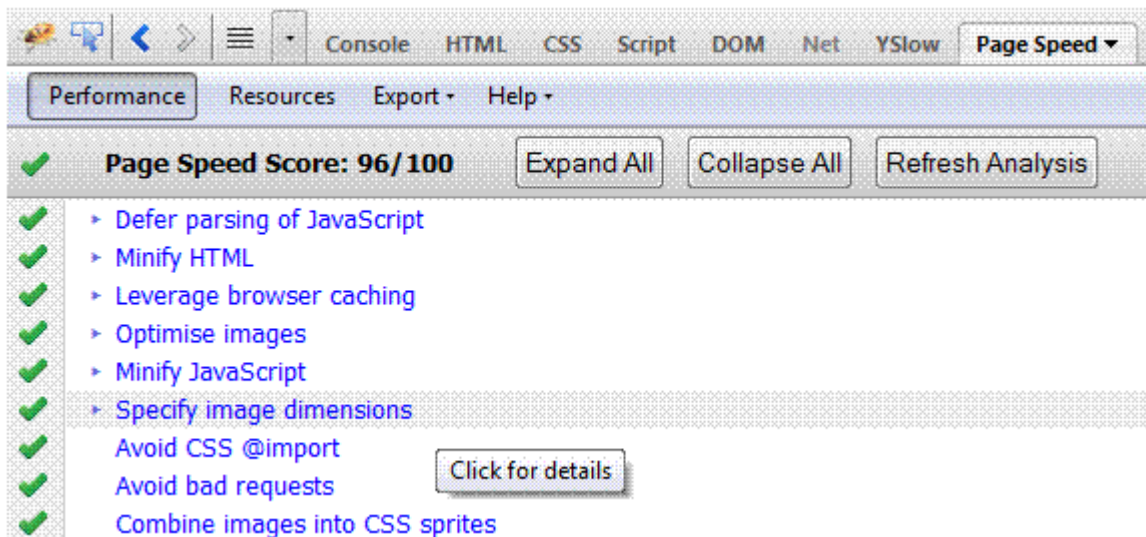 Console HTML CSS Script DOM Net YSlow Page Speed
Performance Resources Export Help
Page Speed Score: 96/100 Expand All Collapse All Refresh Analysis
Defer parsing of JavaScript
Minify HTML
Leverage browser caching
Optimise images
Minify JavaScript
Specify image dimensions
Avoid CSS @import
Click for details
Avoid bad requests
Combine images into CSS sprites